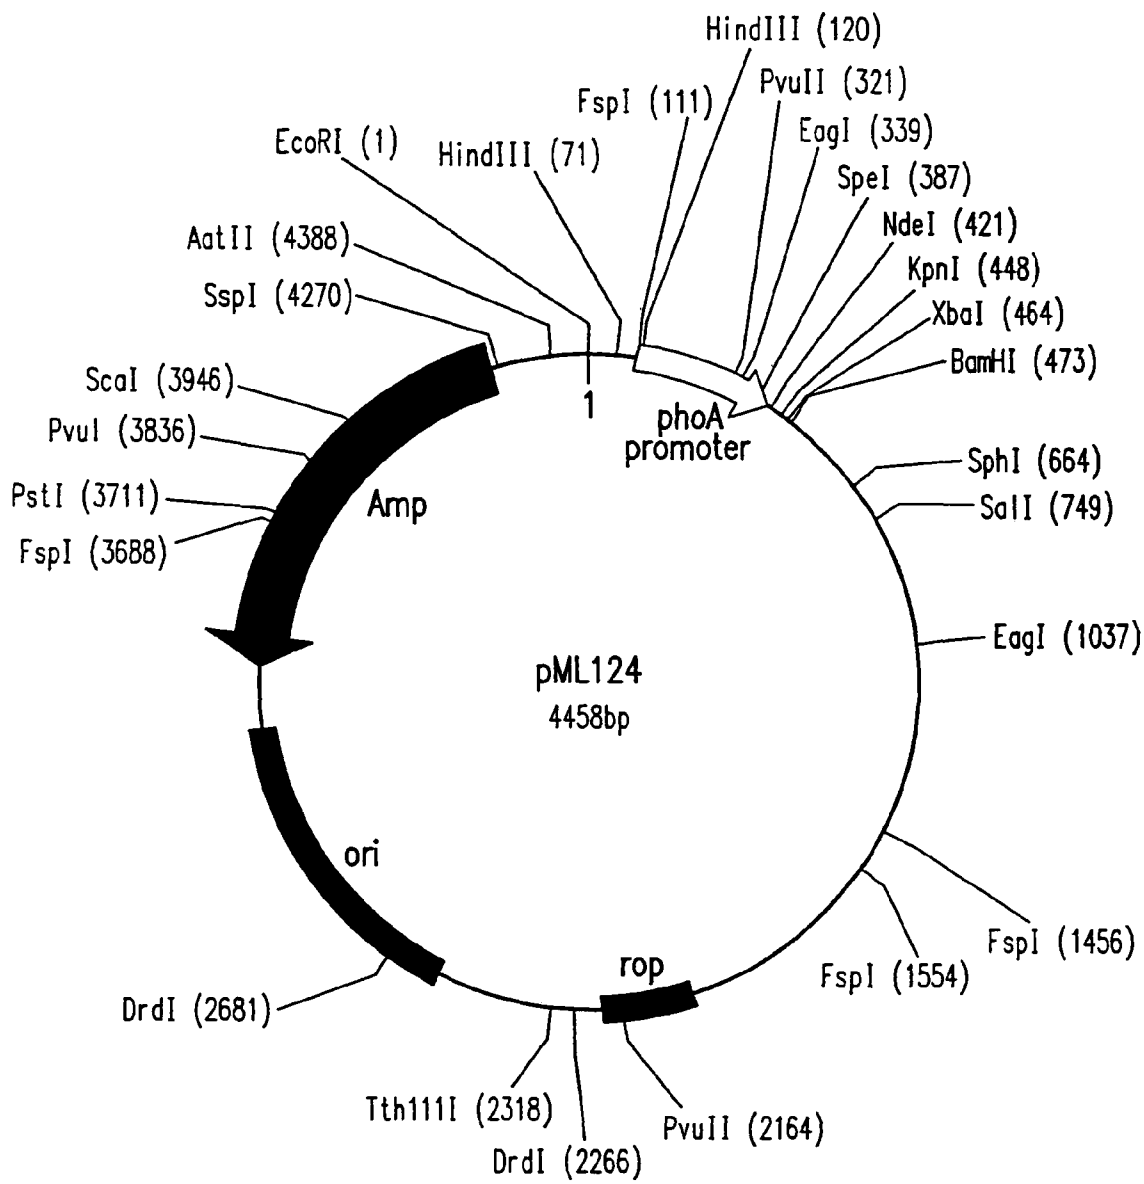 HindIII (120)
PvuII (321)
FspI (111)
EagI (339)
EcoRI (1)
HindIII (71)
SpeI (387)
NdeI (421)
AatII (4388)
KpnI (448)
SspI (4270)
XbaI (464)
BamHI (473)
ScaI (3946)
1
phoA
promoter
PvuI (3836)
SphI (664)
PstI (3711)
Amp
SalI (749)
FspI (3688)
EagI (1037)
pML124
4458bp
ori
FspI (1456)
rop
FspI (1554)
DrdI (2681)
Tth111I (2318)
PvuII (2164)
DrdI (2266)